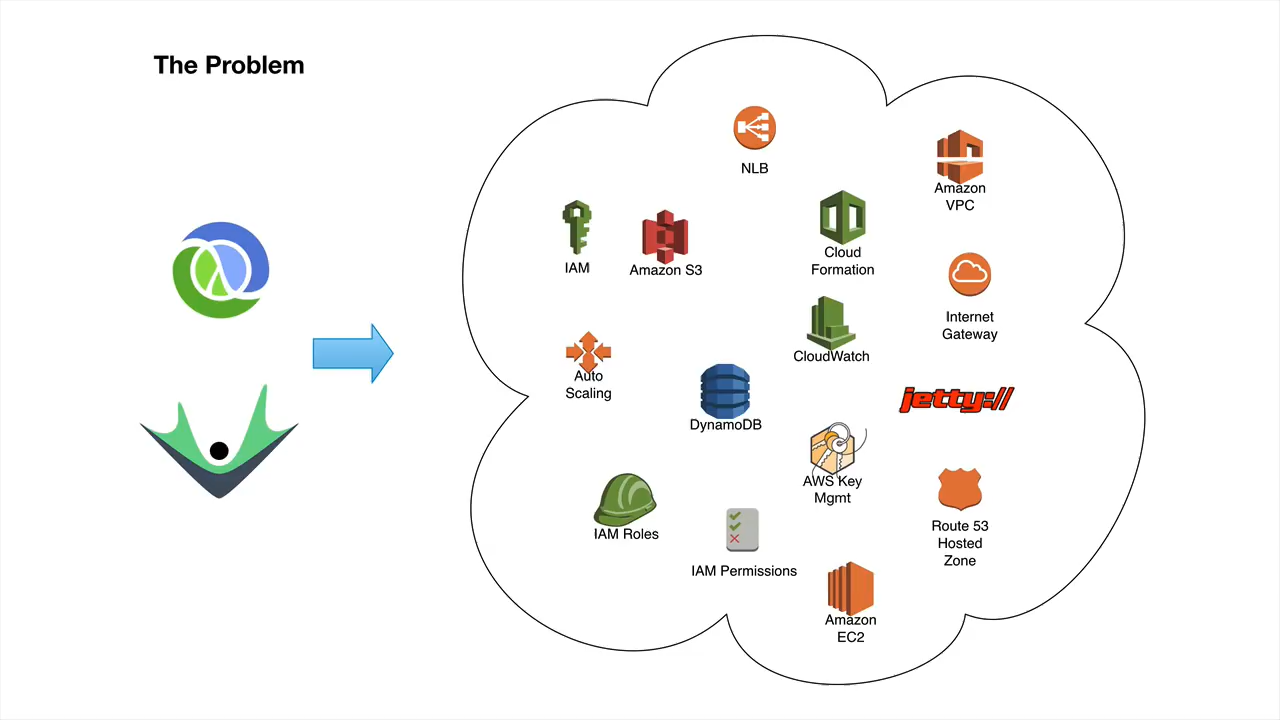 The Problem
NLB
Amazon
VPC
IAM
Amazon S3
Cloud
Formation
Internet
Gateway
CloudWatch
Auto
Scaling
DynamoDB
jetty://
AWS Key
Mgmt
IAM Roles
Route 53
Hosted
Zone
IAM Permissions
Amazon
EC2